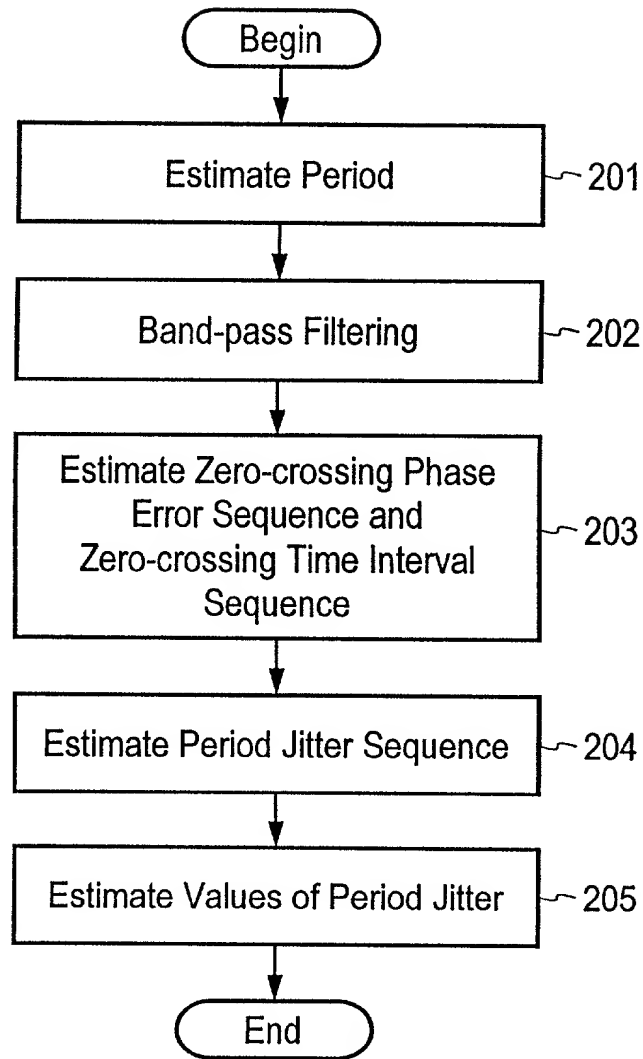 Begin
Estimate Period
201
Band-pass Filtering
202
Estimate Zero-crossing Phase
Error Sequence and
Zero-crossing Time Interval
Sequence
203
Estimate Period Jitter Sequence
204
Estimate Values of Period Jitter
205
End